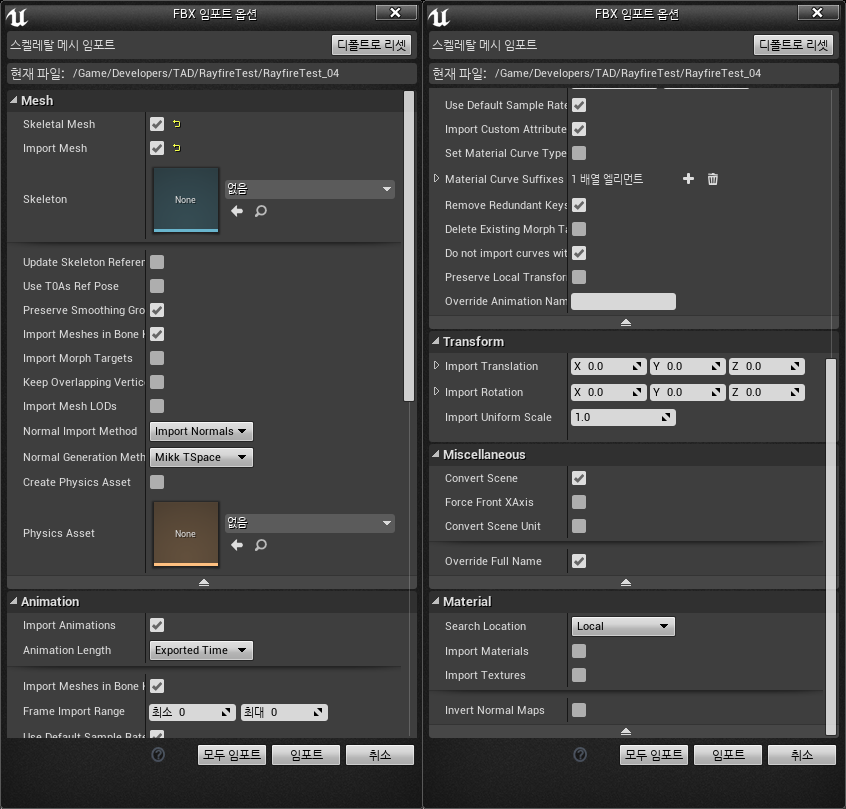 FBX 임포트 옵션
스켈레탈 메시 임포트
디폴트로 리셋
현재 파일: /Game/Developers/TAD/RayfireTest/RayfireTest_04
Mesh
Skeletal Mesh
Import Mesh
Skeleton
None
없음
Update Skeleton Referer
Use T0As Ref Pose
Preserve Smoothing Gro
Import Meshes in Bone H
Import Morph Targets
Keep Overlapping Vertice
Import Mesh LODs
Normal Import Method Import Normals
Normal Generation Meth Mikk TSpace
Create Physics Asset
Physics Asset
None
없음
Animation
Import Animations
Animation Length Exported Time
Import Meshes in Bone H
Frame Import Range 최소 0 최대 0
Use Default Sample Rate
모두 임포트 임포트 취소
FBX 임포트 옵션
스켈레탈 메시 임포트
디폴트로 리셋
현재 파일: /Game/Developers/TAD/RayfireTest/RayfireTest_04
Use Default Sample Rate
Import Custom Attribute
Set Material Curve Type
Material Curve Suffixes 1 배열 엘리먼트
Remove Redundant Keys
Delete Existing Morph Ta
Do not import curves wit
Preserve Local Transfor
Override Animation Nam
Transform
Import Translation X 0.0 Y 0.0 Z 0.0
Import Rotation X 0.0 Y 0.0 Z 0.0
Import Uniform Scale 1.0
Miscellaneous
Convert Scene
Force Front XAxis
Convert Scene Unit
Override Full Name
Material
Search Location Local
Import Materials
Import Textures
Invert Normal Maps
모두 임포트 임포트 취소